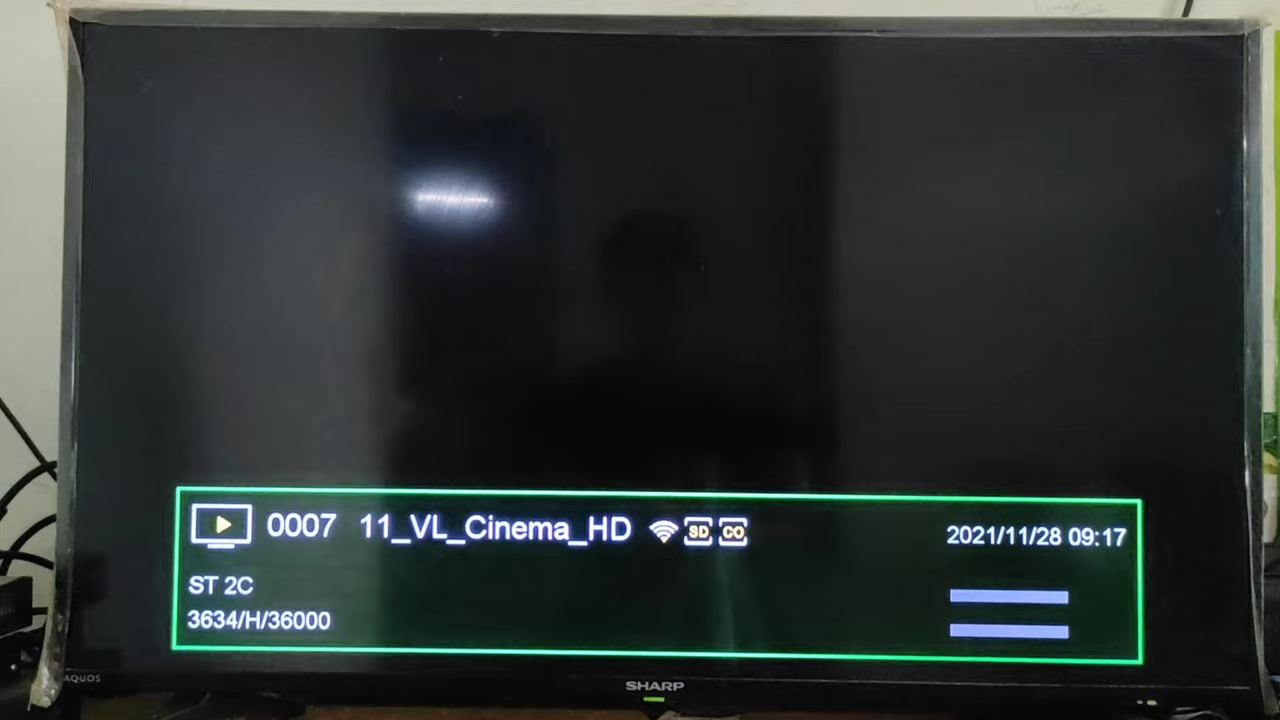 0007 11_VL_Cinema_HD SD CO 2021/11/28 09:17
ST 2C
3634/H/36000
AQUOS
SHARP